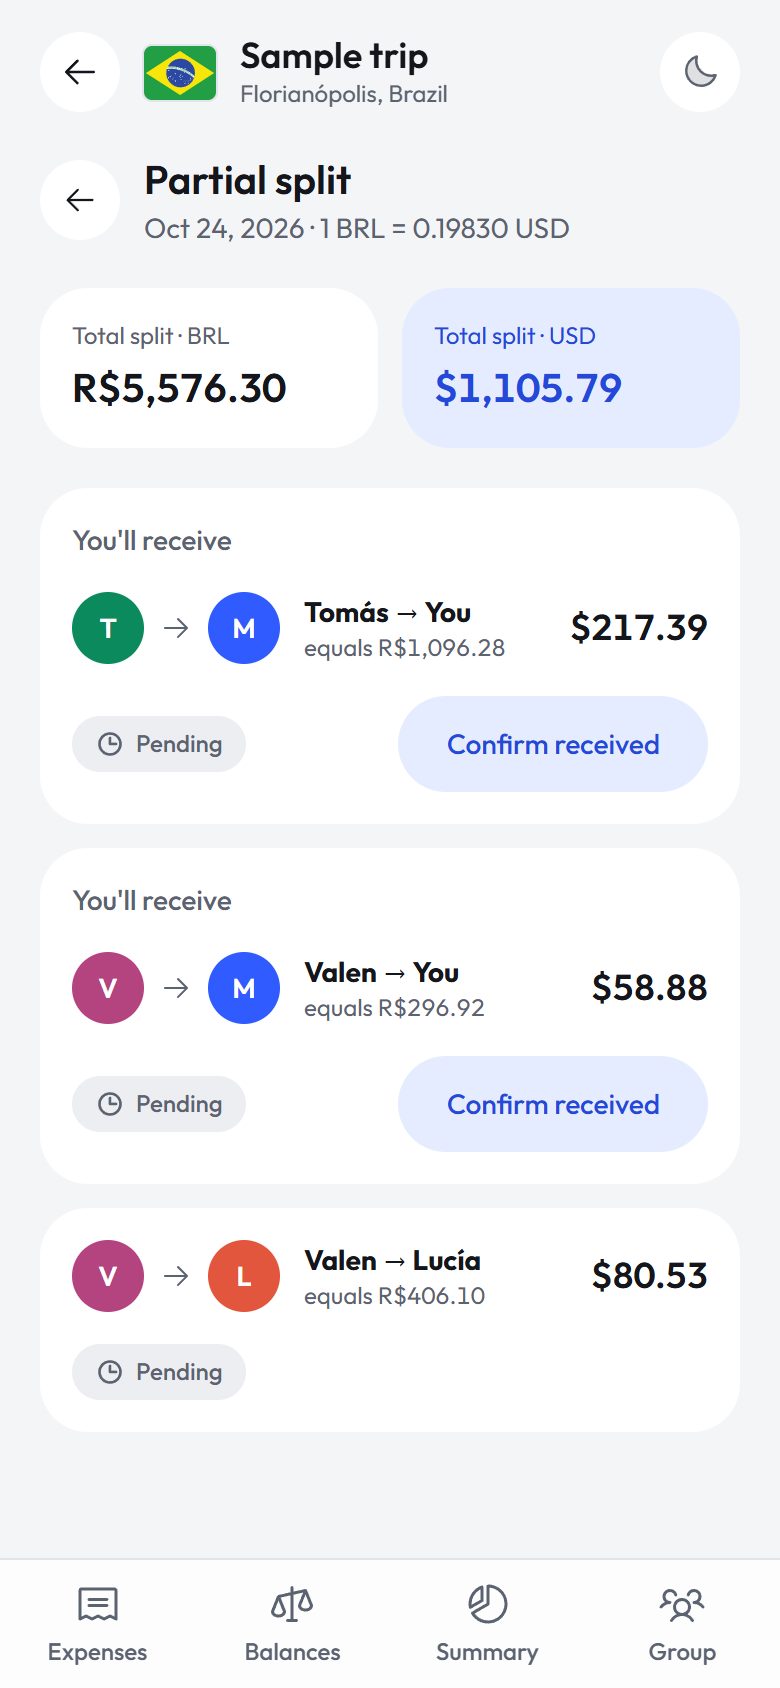 Sample trip
Florianópolis, Brazil
Partial split
Oct 24, 2026 · 1 BRL = 0.19830 USD
Total split · BRL
R$5,576.30
Total split · USD
$1,105.79
You'll receive
T → M
Tomás → You
equals R$1,096.28
$217.39
Pending
Confirm received
You'll receive
V → M
Valen → You
equals R$296.92
$58.88
Pending
Confirm received
V → L
Valen → Lucía
equals R$406.10
$80.53
Pending
Expenses
Balances
Summary
Group